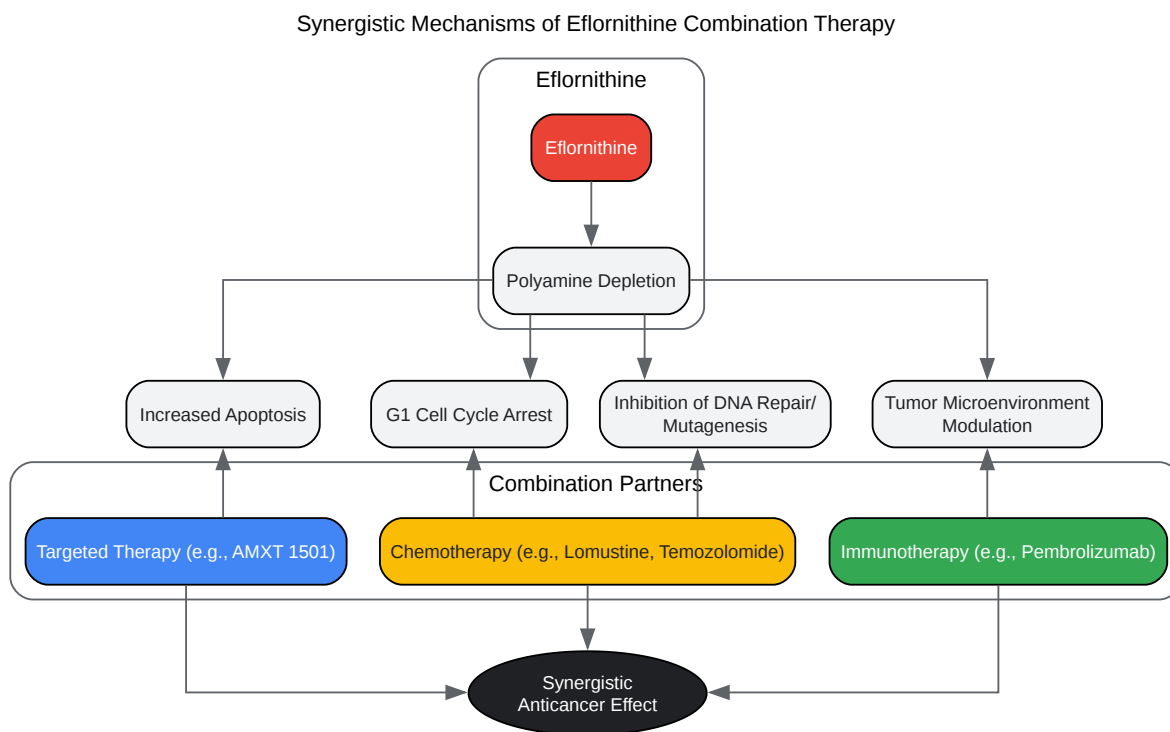 Synergistic Mechanisms of Eflornithine Combination Therapy
Eflornithine
Eflornithine
Polyamine Depletion
Increased Apoptosis
G1 Cell Cycle Arrest
Inhibition of DNA Repair/
Mutagenesis
Tumor Microenvironment
Modulation
Combination Partners
Targeted Therapy (e.g., AMXT 1501)
Chemotherapy (e.g., Lomustine, Temozolomide)
Immunotherapy (e.g., Pembrolizumab)
Synergistic
Anticancer Effect